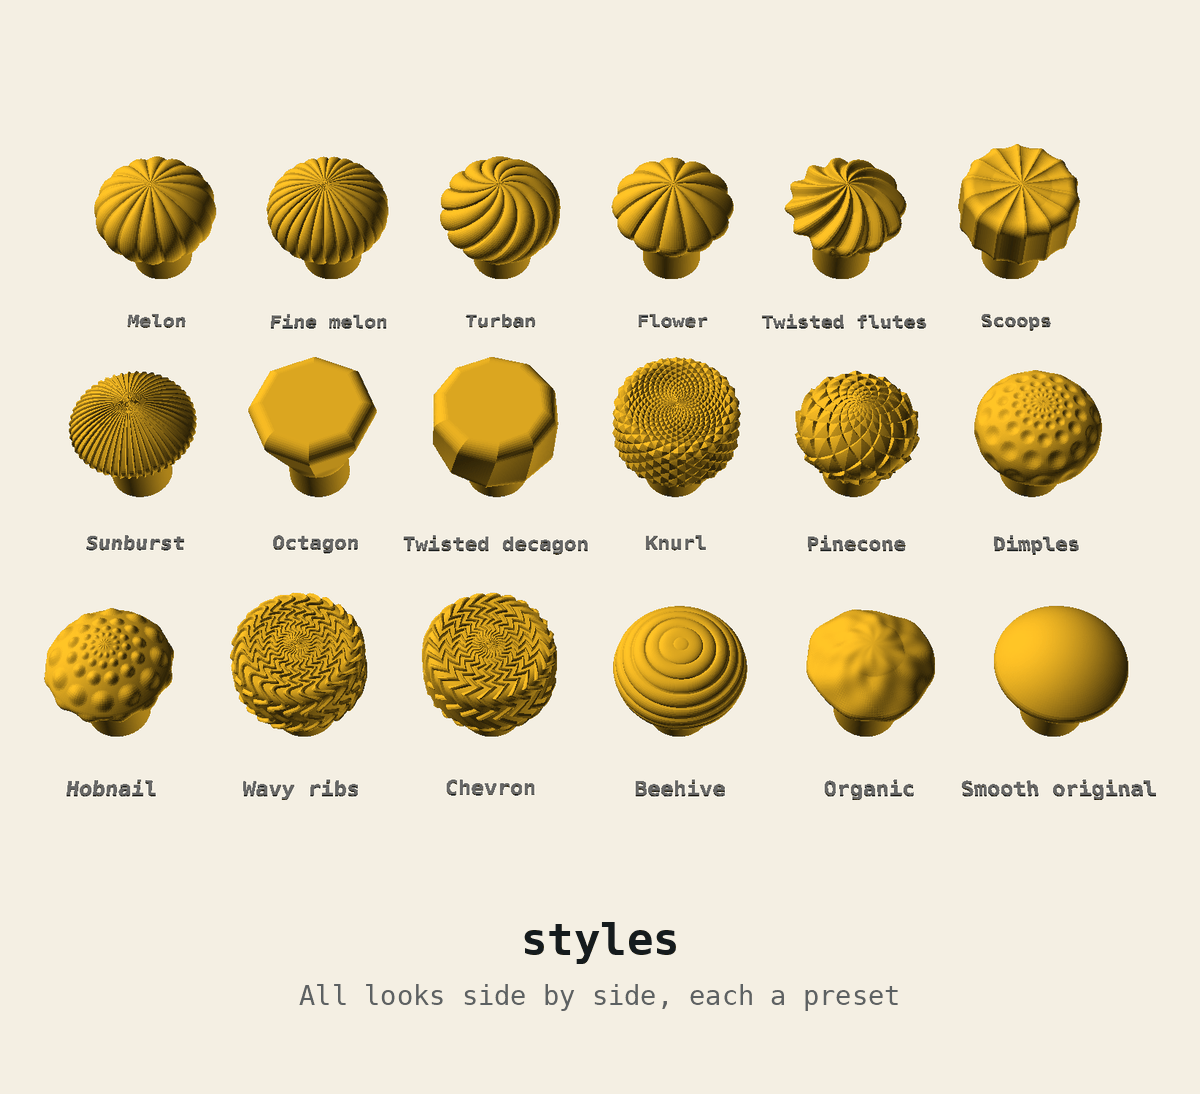 Melon Fine melon Turban Flower Twisted flutes Scoops
Sunburst Octagon Twisted decagon Knurl Pinecone Dimples
Hobnail Wavy ribs Chevron Beehive Organic Smooth original
styles
All looks side by side, each a preset